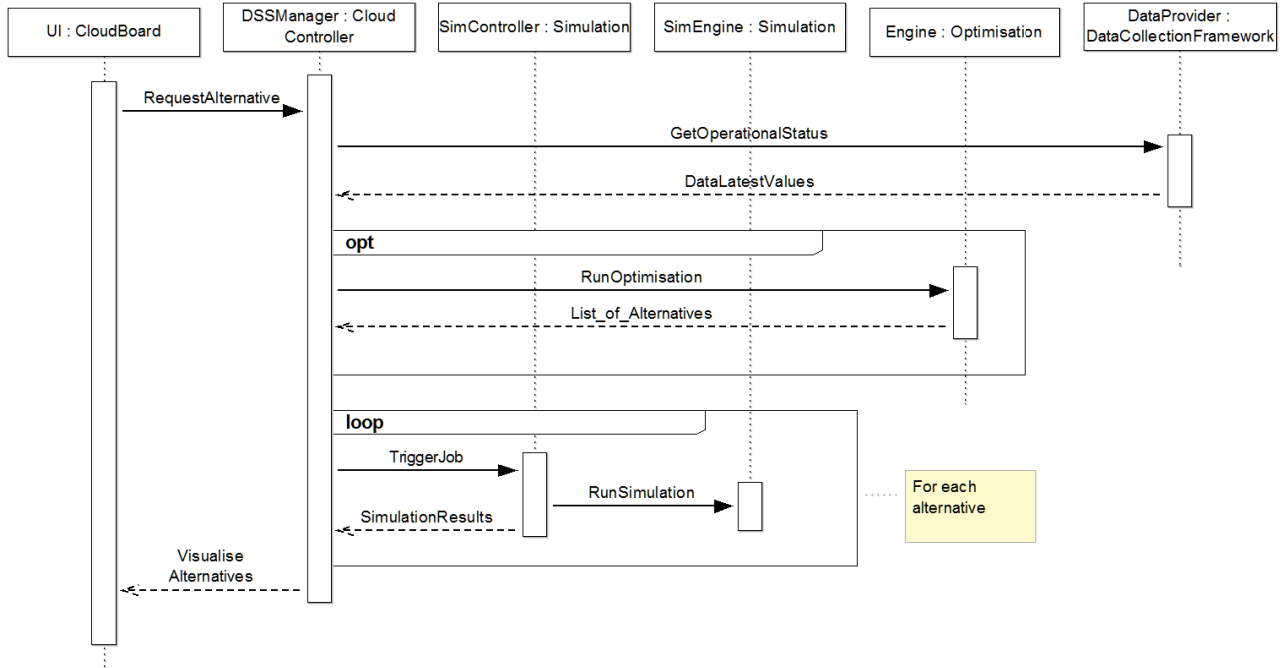 UI : CloudBoard
DSSManager : Cloud
Controller
SimController : Simulation
SimEngine : Simulation
Engine : Optimisation
DataProvider :
DataCollectionFramework
RequestAlternative
GetOperationalStatus
DataLatestValues
opt
RunOptimisation
List_of_Alternatives
loop
TriggerJob
RunSimulation
SimulationResults
For each
alternative
Visualise
Alternatives